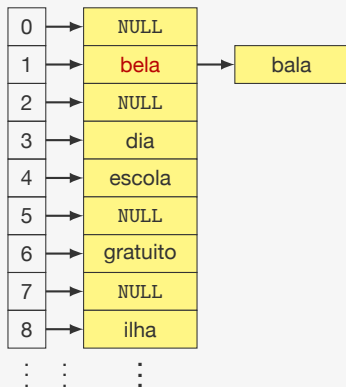 0 NULL
1 bela bala
2 NULL
3 dia
4 escola
5 NULL
6 gratuito
7 NULL
8 ilha